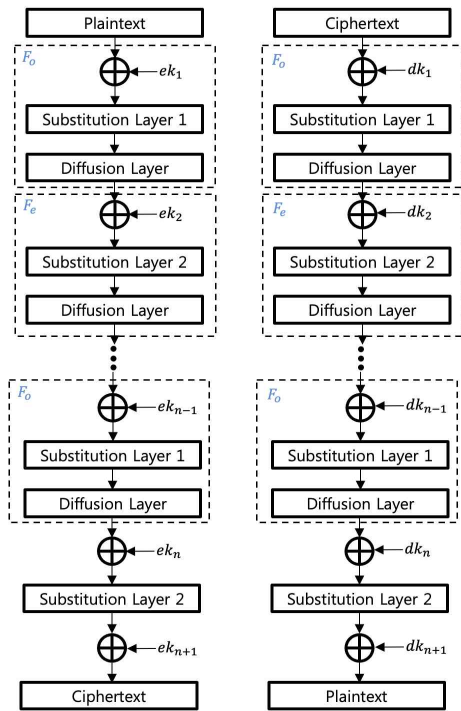 Plaintext
F_o
ek_1
Substitution Layer 1
Diffusion Layer
F_e
ek_2
Substitution Layer 2
Diffusion Layer
F_o
ek_{n-1}
Substitution Layer 1
Diffusion Layer
ek_n
Substitution Layer 2
ek_{n+1}
Ciphertext
Ciphertext
F_o
dk_1
Substitution Layer 1
Diffusion Layer
F_e
dk_2
Substitution Layer 2
Diffusion Layer
F_o
dk_{n-1}
Substitution Layer 1
Diffusion Layer
dk_n
Substitution Layer 2
dk_{n+1}
Plaintext